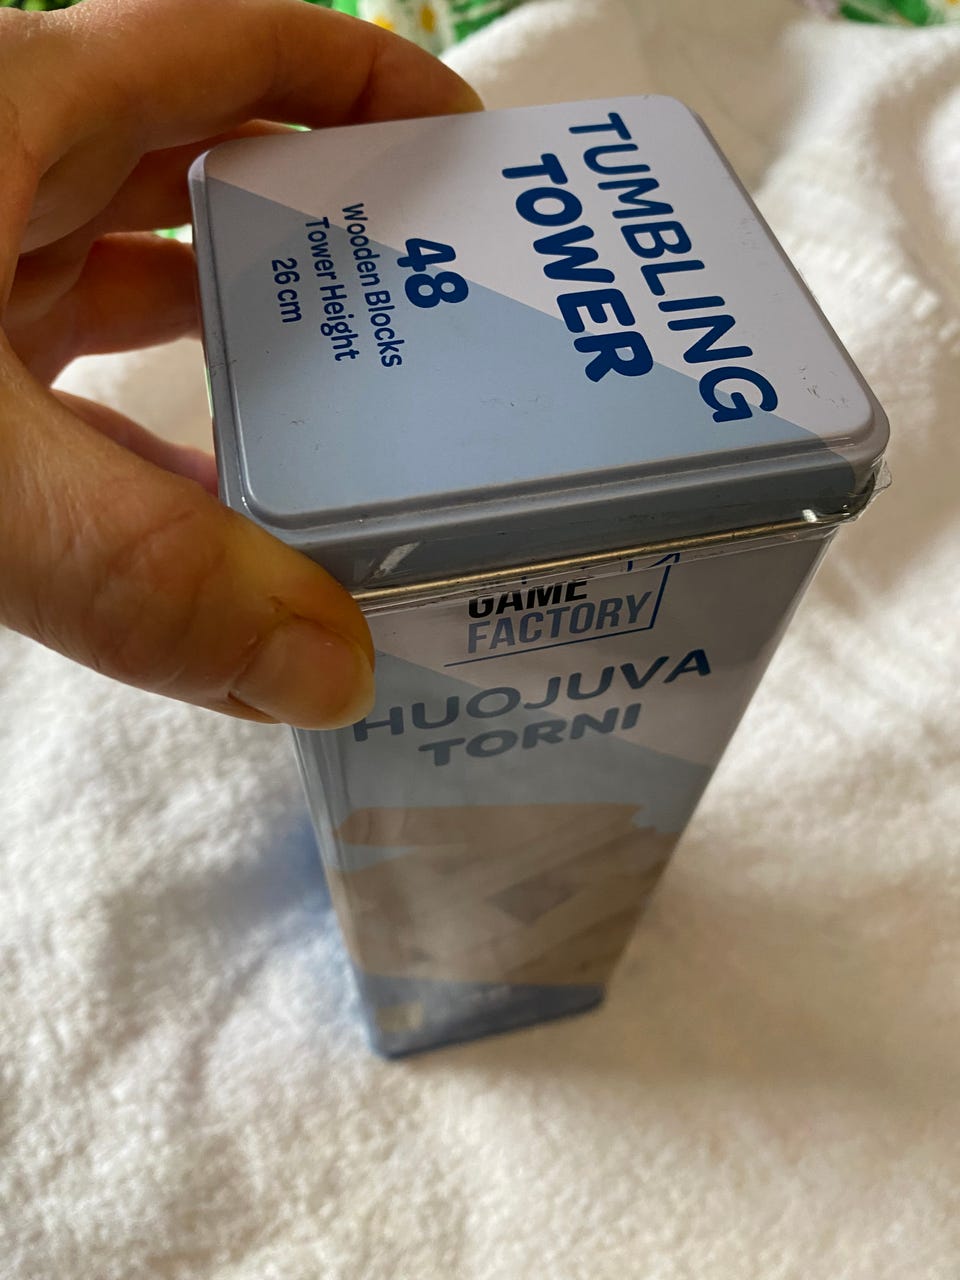 TUMBLING
TOWER
48
Wooden Blocks
Tower Height
26 cm
GAME
FACTORY
HUOJUVA
TORNI